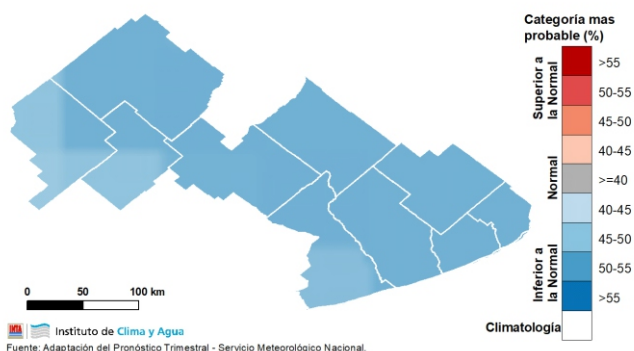 Categoría mas
probable (%)
Superior a
la Normal
>55
50-55
45-50
40-45
Normal
>=40
Inferior a
la Normal
40-45
45-50
50-55
>55
Climatología
0 50 100 km
INTA Instituto de Clima y Agua
Fuente: Adaptación del Pronóstico Trimestral - Servicio Meteorológico Nacional.